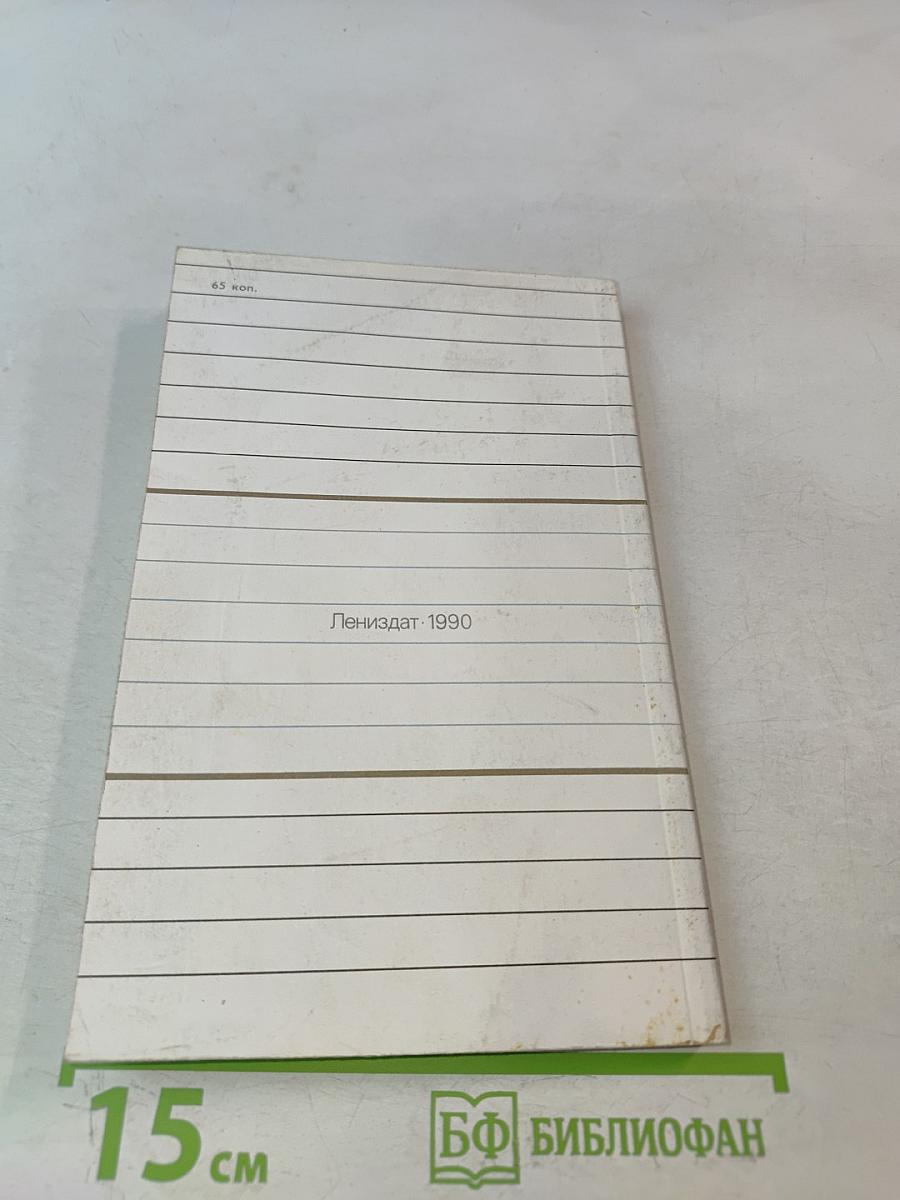 65 коп.
Лениздат·1990
15 см
БФ БИБЛИОФАН